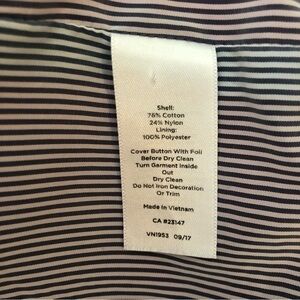 Shell:
76% Cotton
24% Nylon
Lining:
100% Polyester
Cover Button With Foil
Before Dry Clean
Turn Garment Inside
Out
Dry Clean
Do Not Iron Decoration
Or Trim
Made in Vietnam
CA #23147
VN1953 09/17